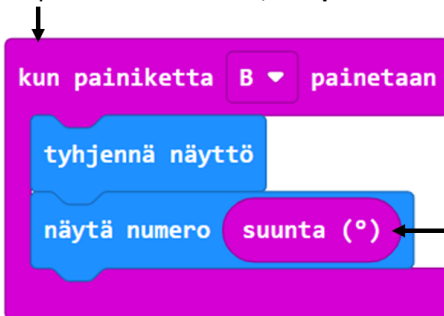 kun painiketta B painetaan
tyhjennä näyttö
näytä numero suunta (°)